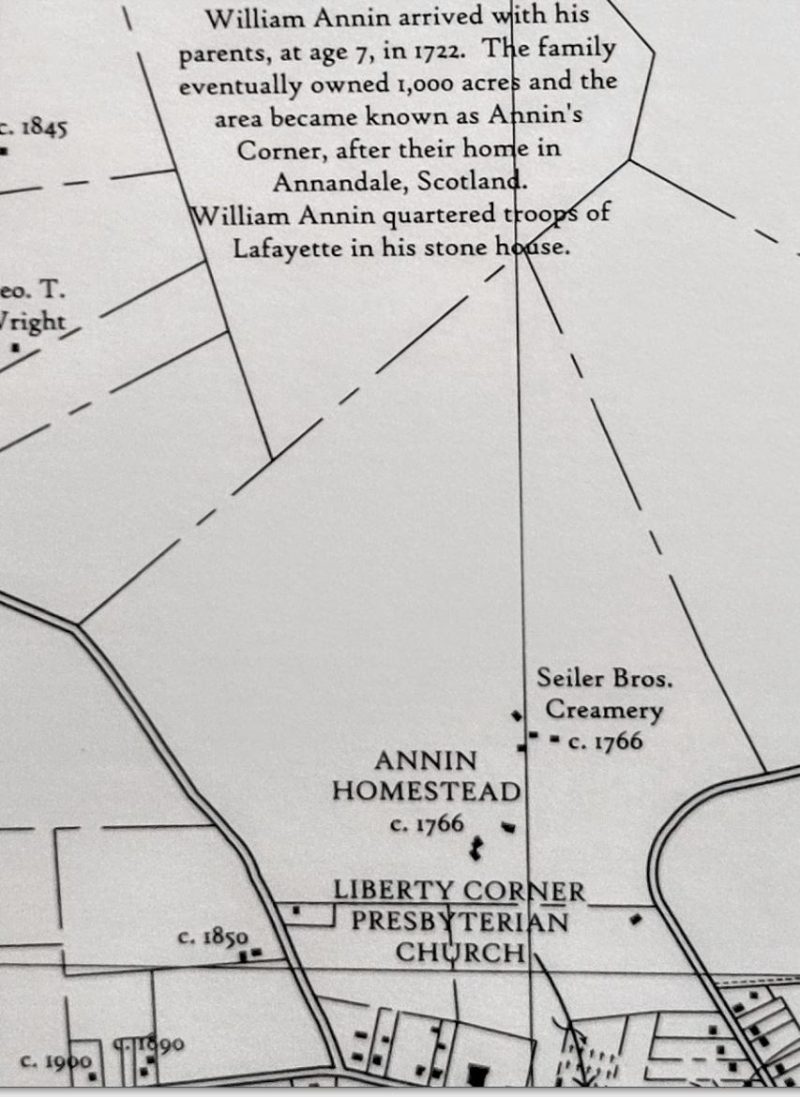 William Annin arrived with his
parents, at age 7, in 1722. The family
eventually owned 1,000 acres and the
area became known as Annin's
Corner, after their home in
Annandale, Scotland.
William Annin quartered troops of
Lafayette in his stone house.
c. 1845
eo. T.
Wright
Seiler Bros.
Creamery
c. 1766
ANNIN
HOMESTEAD
c. 1766
LIBERTY CORNER
PRESBYTERIAN
CHURCH
c. 1850
c. 1890
c. 1900